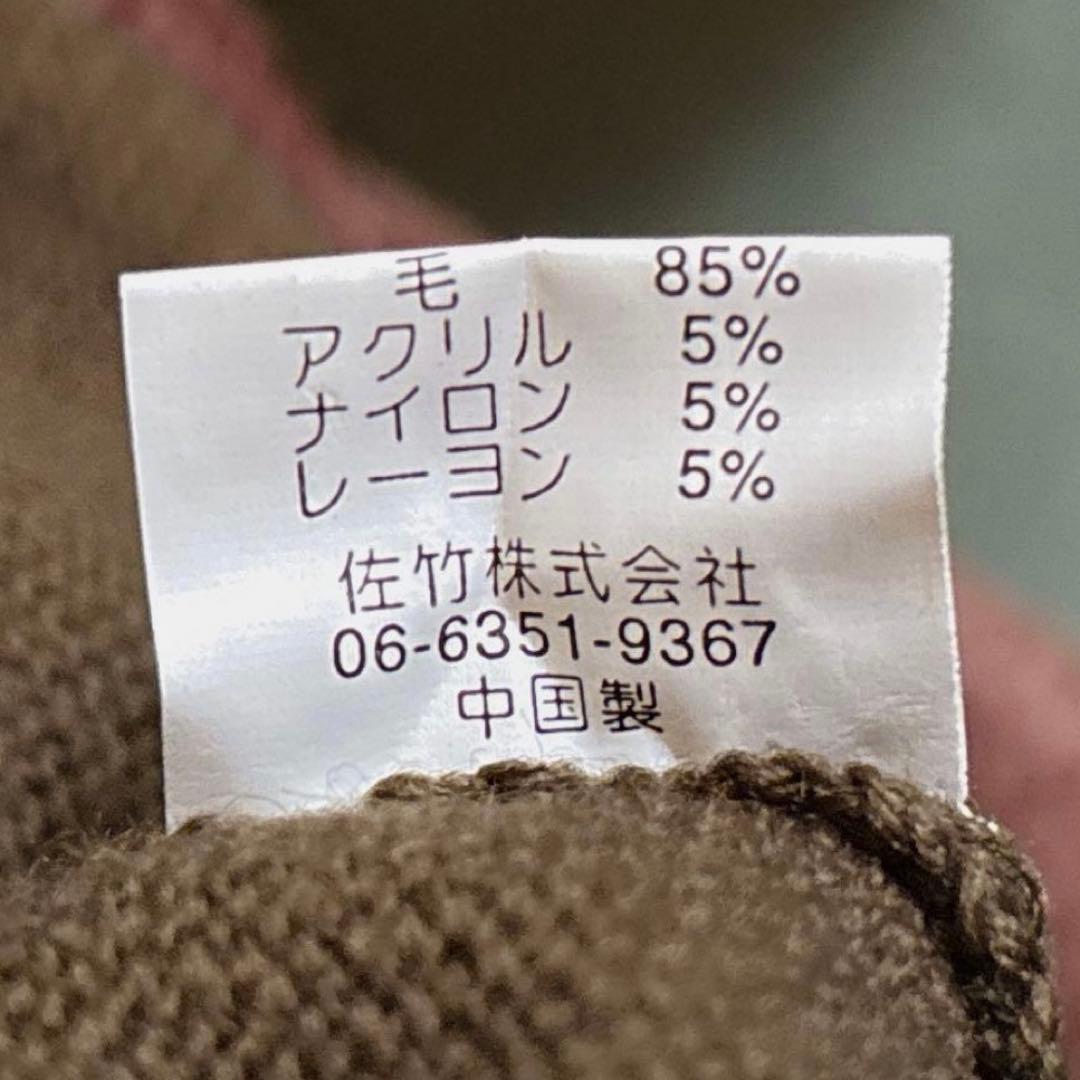 毛 85%
アクリル 5%
ナイロン 5%
レーヨン 5%
佐竹株式会社
06-6351-9367
中国製